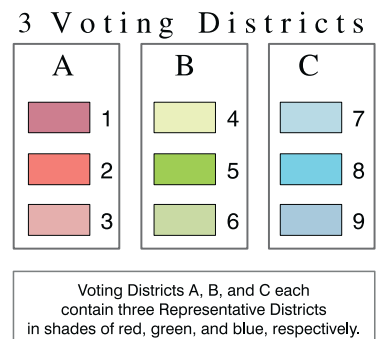 3 Voting Districts
A B C
1 4 7
2 5 8
3 6 9
Voting Districts A, B, and C each
contain three Representative Districts
in shades of red, green, and blue, respectively.